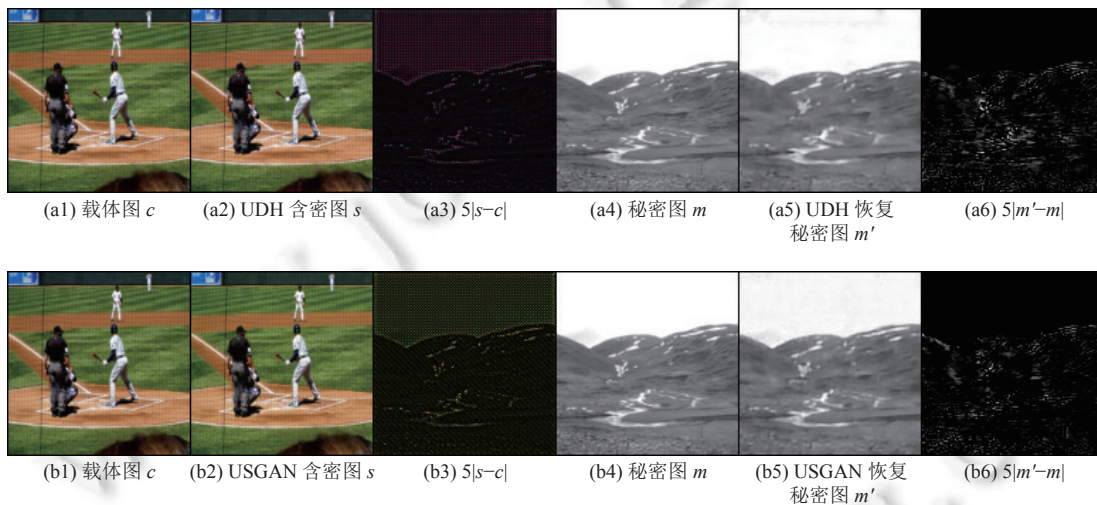 (a1) 载体图 c
(a2) UDH 含密图 s
(a3) 5|s−c|
(a4) 秘密图 m
(a5) UDH 恢复
秘密图 m′
(a6) 5|m′−m|
(b1) 载体图 c
(b2) USGAN 含密图 s
(b3) 5|s−c|
(b4) 秘密图 m
(b5) USGAN 恢复
秘密图 m′
(b6) 5|m′−m|